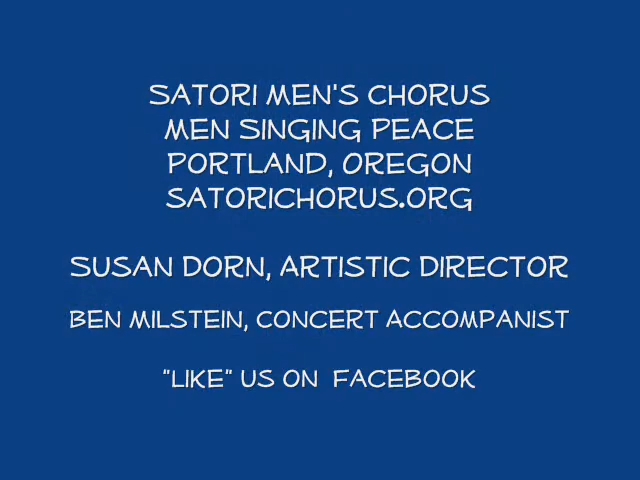 SATORI MEN'S CHORUS
MEN SINGING PEACE
PORTLAND, OREGON
SATORICHORUS.ORG
SUSAN DORN, ARTISTIC DIRECTOR
BEN MILSTEIN, CONCERT ACCOMPANIST
"LIKE" US ON FACEBOOK